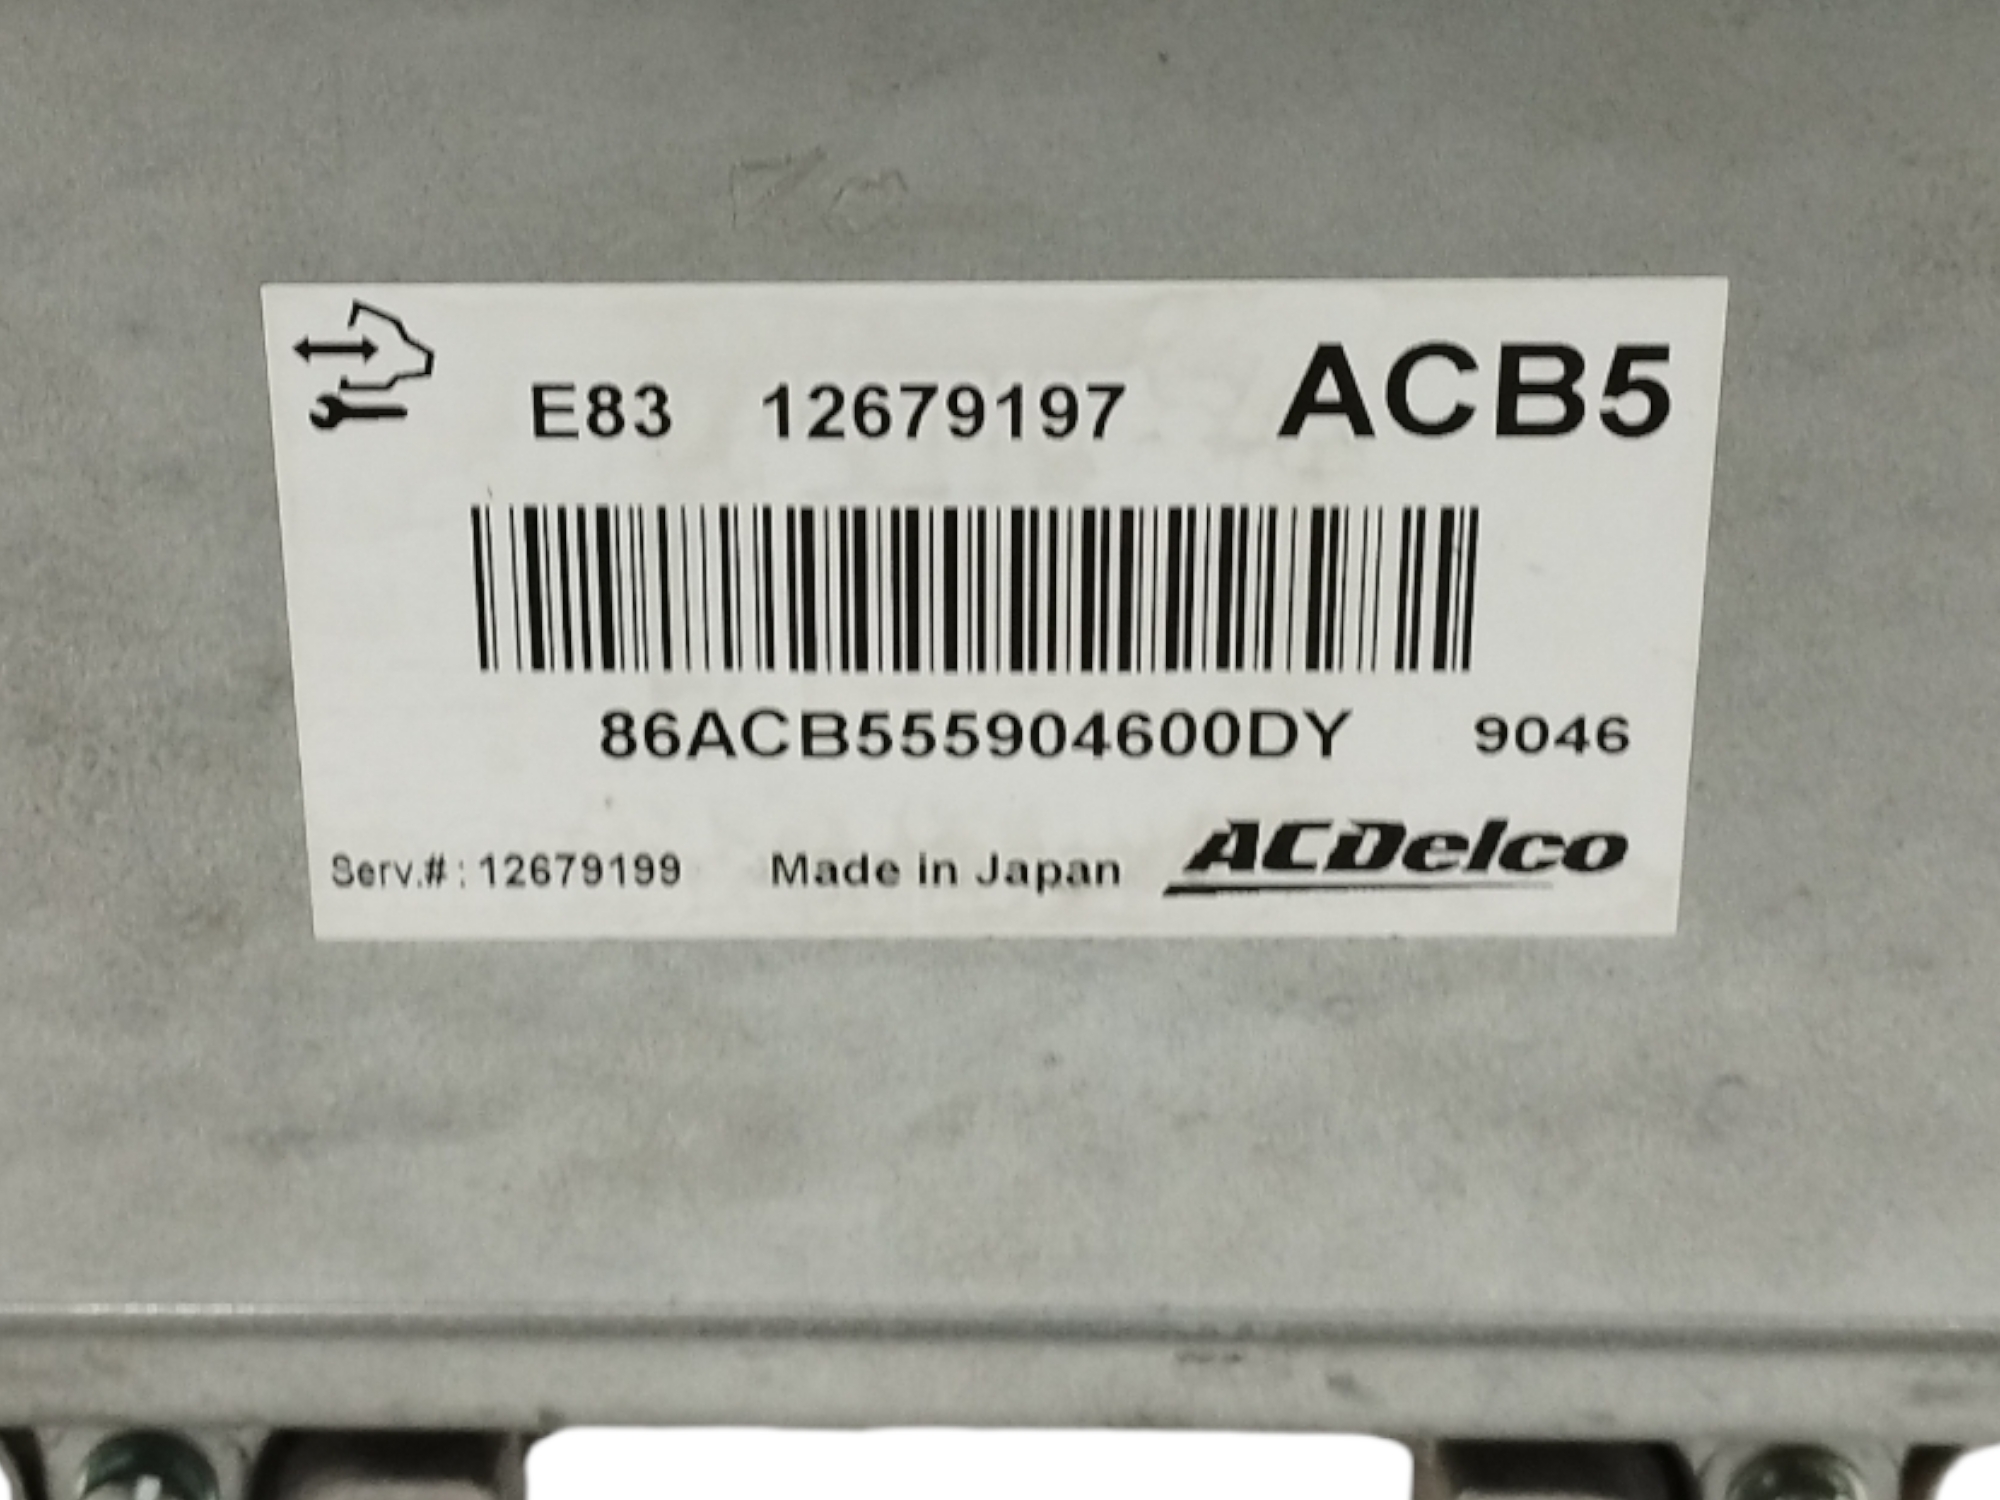 E83 12679197 ACB5
86ACB555904600DY 9046
Serv.# : 12679199 Made in Japan ACDelco